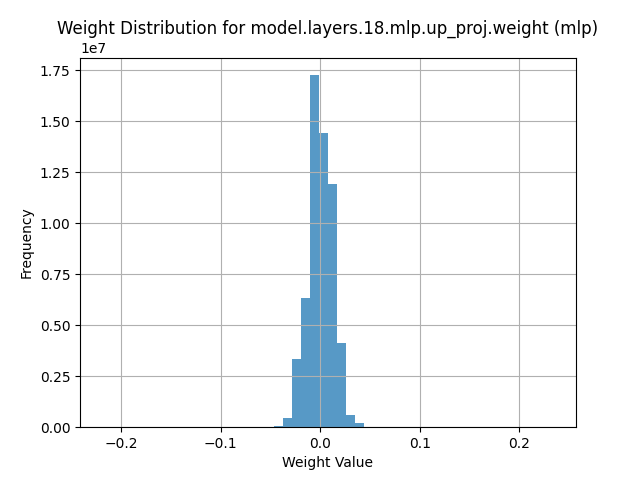 Weight Distribution for model.layers.18.mlp.up_proj.weight (mlp)
1e7
1.75
1.50
1.25
1.00
0.75
0.50
0.25
0.00
Frequency
−0.2 −0.1 0.0 0.1 0.2
Weight Value